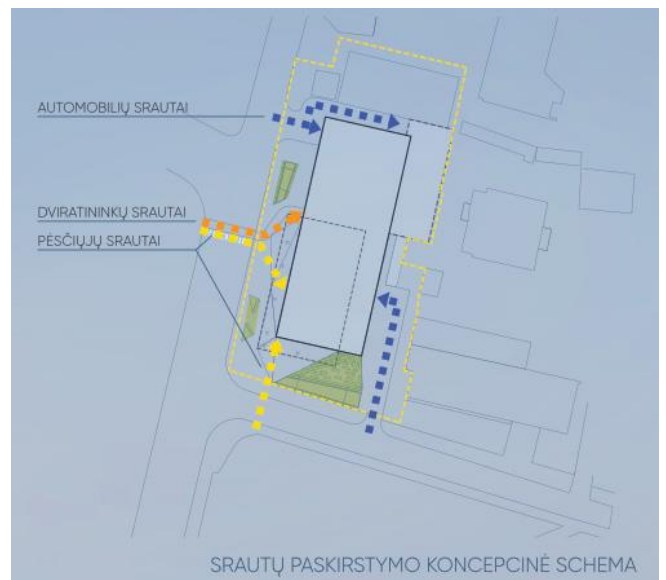 AUTOMOBILIŲ SRAUTAI
DVIRATININKŲ SRAUTAI
PĖSČIŲJŲ SRAUTAI
SRAUTŲ PASKIRSTYMO KONCEPCINĖ SCHEMA